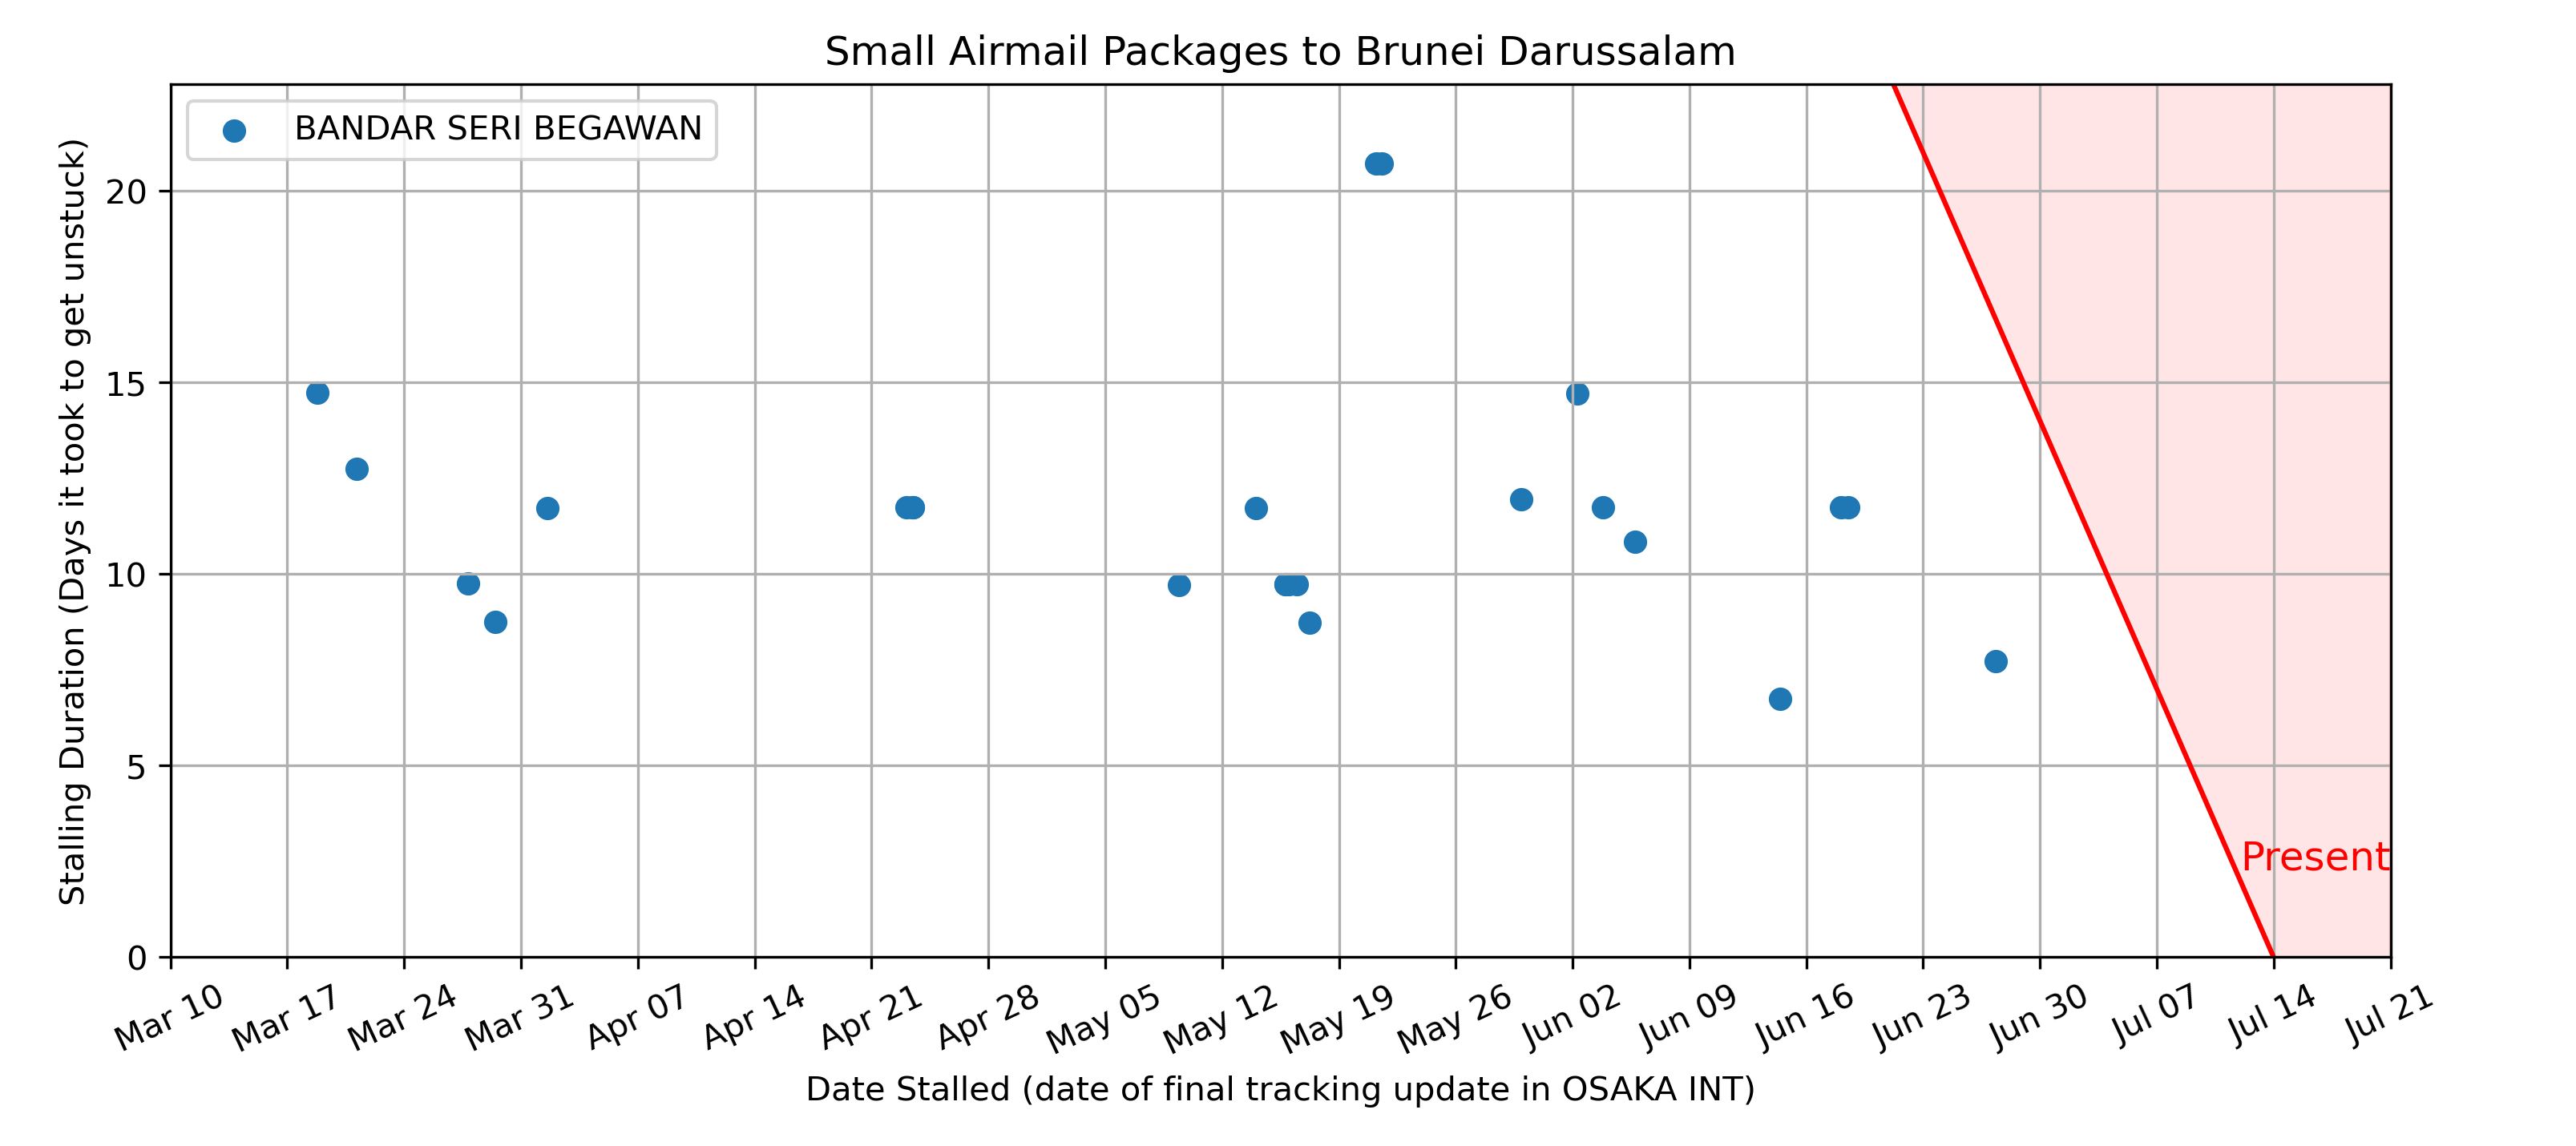 Small Airmail Packages to Brunei Darussalam
BANDAR SERI BEGAWAN
Stalling Duration (Days it took to get unstuck)
20
15
10
5
0
Present
Mar 10
Mar 17
Mar 24
Mar 31
Apr 07
Apr 14
Apr 21
Apr 28
May 05
May 12
May 19
May 26
Jun 02
Jun 09
Jun 16
Jun 23
Jun 30
Jul 07
Jul 14
Jul 21
Date Stalled (date of final tracking update in OSAKA INT)